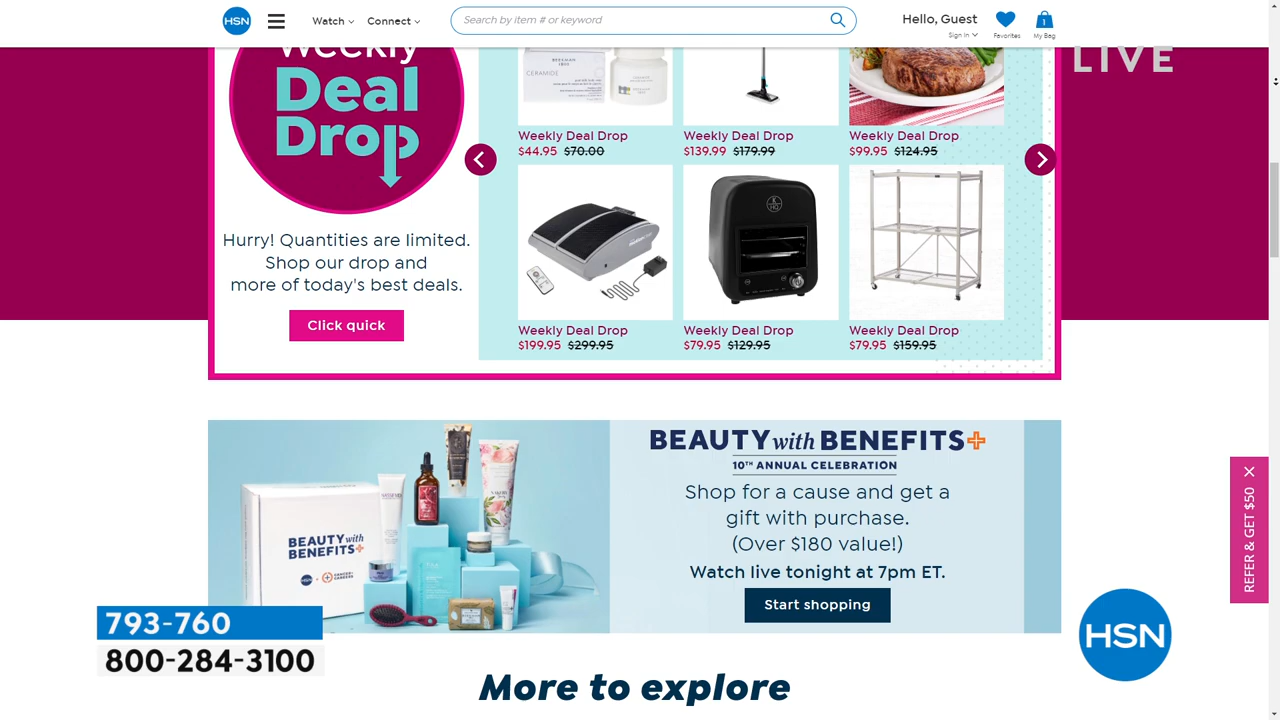 HSN
Watch
Connect
Search by item # or keyword
Hello, Guest
Sign In
Favorites
1
My Bag
LIVE
Weekly
Deal
Drop
Hurry! Quantities are limited.
Shop our drop and
more of today's best deals.
Click quick
CERAMIDE
Weekly Deal Drop
$44.95 $70.00
Weekly Deal Drop
$139.99 $179.99
Weekly Deal Drop
$99.95 $124.95
Weekly Deal Drop
$199.95 $299.95
Weekly Deal Drop
$79.95 $129.95
Weekly Deal Drop
$79.95 $159.95
BEAUTY with
BENEFITS+
HSN
BEAUTY with BENEFITS+
10TH ANNUAL CELEBRATION
Shop for a cause and get a
gift with purchase.
(Over $180 value!)
Watch live tonight at 7pm ET.
Start shopping
REFER & GET $50
793-760
800-284-3100
HSN
More to explore